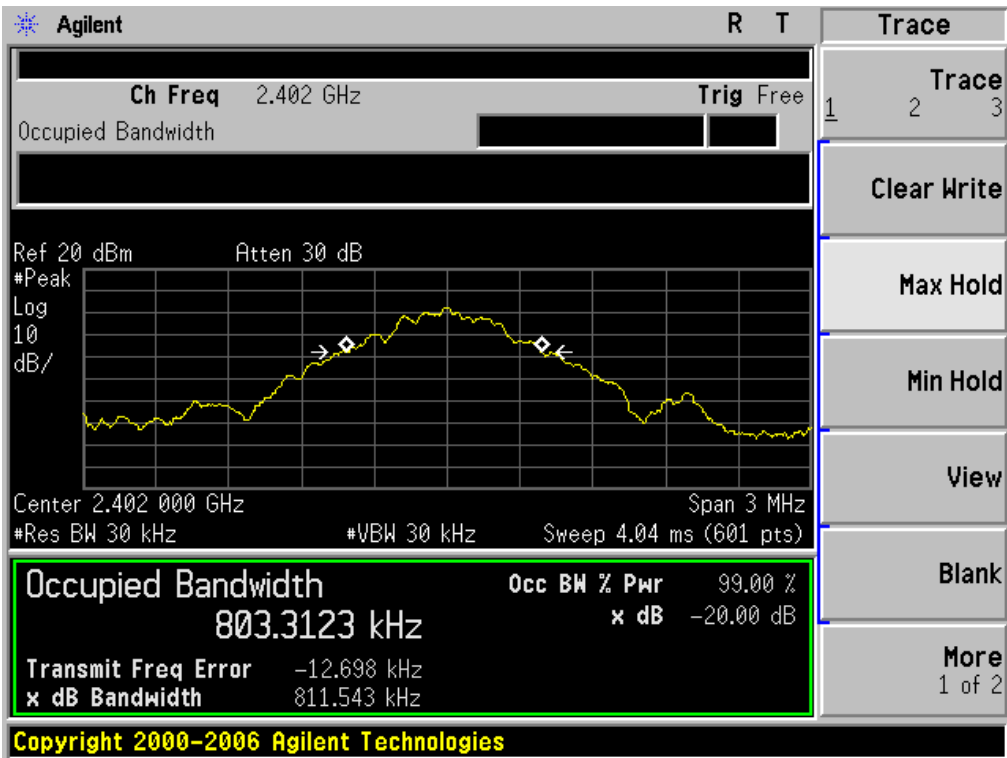 Agilent R T Trace
Ch Freq 2.402 GHz Trig Free
Occupied Bandwidth
Ref 20 dBm Atten 30 dB
#Peak
Log
10
dB/
Center 2.402 000 GHz Span 3 MHz
#Res BW 30 kHz #VBW 30 kHz Sweep 4.04 ms (601 pts)
Occupied Bandwidth Occ BW % Pwr 99.00 %
803.3123 kHz x dB -20.00 dB
Transmit Freq Error -12.698 kHz
x dB Bandwidth 811.543 kHz
Copyright 2000-2006 Agilent Technologies
Trace
1 2 3
Clear Write
Max Hold
Min Hold
View
Blank
More
1 of 2